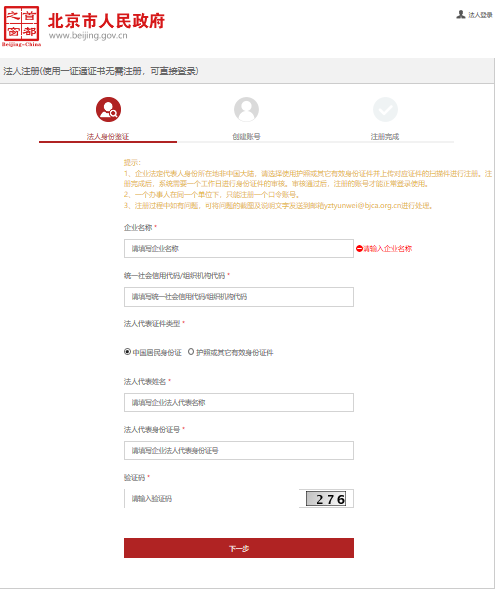 首都之窗
Beijing-China
北京市人民政府
www.beijing.gov.cn
法人登录
法人注册(使用一证通证书无需注册，可直接登录)
法人身份验证
创建账号
注册完成
提示：
1、企业法定代表人身份所在地非中国大陆，请选择使用护照或其它有效身份证件并上传对应证件的扫描件进行注册。注
册完成后，系统需要一个工作日进行身份证件的审核。审核通过后，注册的账号才能正常登录使用。
2、一个办事人在同一个单位下，只能注册一个口令账号。
3、注册过程中如有问题，可将问题的截图及说明文字发送到邮箱yztyunwei@bjca.org.cn进行处理。
企业名称 *
请填写企业名称
请输入企业名称
统一社会信用代码/组织机构代码 *
请填写统一社会信用代码/组织机构代码
法人代表证件类型 *
中国居民身份证
护照或其它有效身份证件
法人代表姓名 *
请填写企业法人代表名称
法人代表身份证号 *
请填写企业法人代表身份证号
验证码 *
请输入验证码
2 7 6
下一步